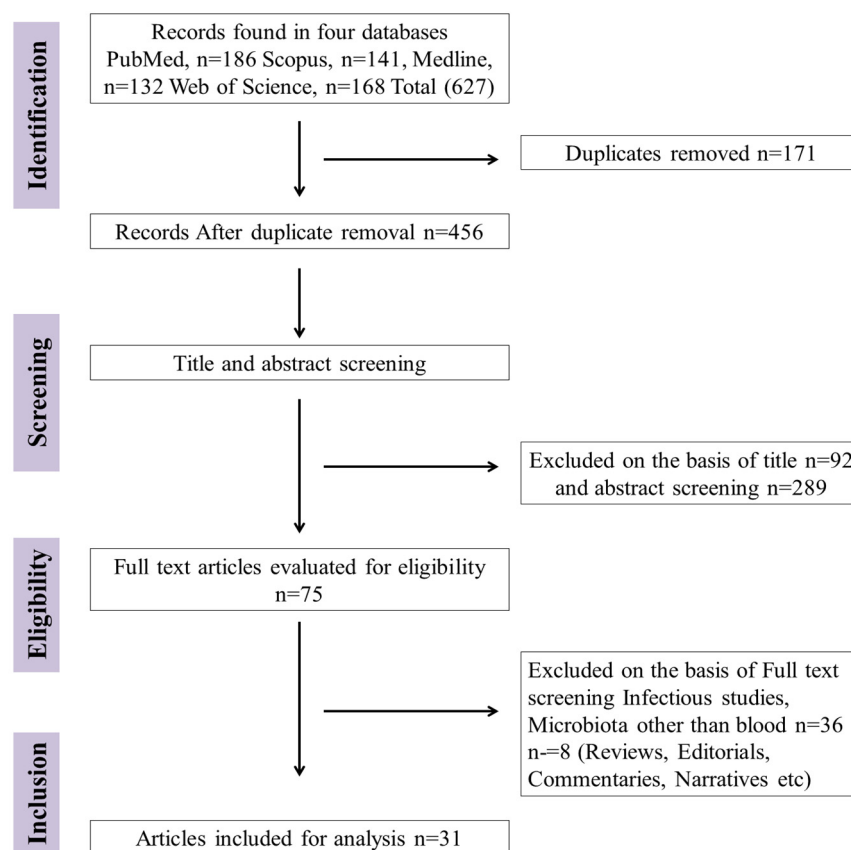 Identification
Records found in four databases
PubMed, n=186 Scopus, n=141, Medline,
n=132 Web of Science, n=168 Total (627)
Duplicates removed n=171
Records After duplicate removal n=456
Screening
Title and abstract screening
Excluded on the basis of title n=92
and abstract screening n=289
Eligibility
Full text articles evaluated for eligibility
n=75
Excluded on the basis of Full text
screening Infectious studies,
Microbiota other than blood n=36
n-=8 (Reviews, Editorials,
Commentaries, Narratives etc)
Inclusion
Articles included for analysis n=31